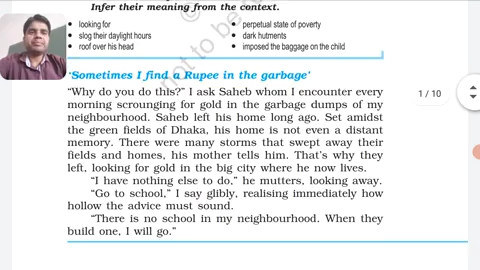 Infer their meaning from the context.
• looking for
• perpetual state of poverty
• slog their daylight hours
• dark hutments
• roof over his head
• imposed the baggage on the child
‘Sometimes I find a Rupee in the garbage’
“Why do you do this?” I ask Saheb whom I encounter every
morning scrounging for gold in the garbage dumps of my
neighbourhood. Saheb left his home long ago. Set amidst
the green fields of Dhaka, his home is not even a distant
memory. There were many storms that swept away their
fields and homes, his mother tells him. That’s why they
left, looking for gold in the big city where he now lives.
“I have nothing else to do,” he mutters, looking away.
“Go to school,” I say glibly, realising immediately how
hollow the advice must sound.
“There is no school in my neighbourhood. When they
build one, I will go.”
1 / 10
not to be